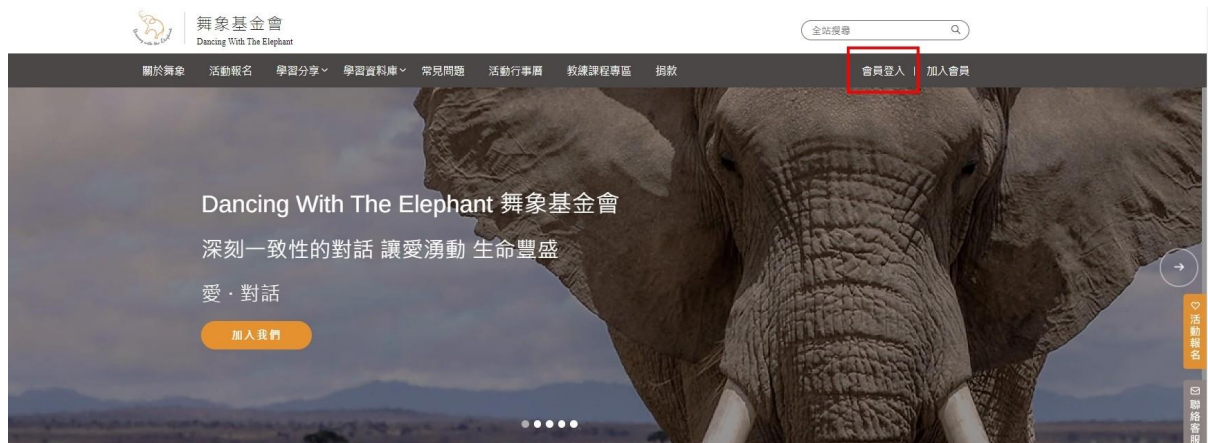 舞象基金會
Dancing With The Elephant
全站搜尋
關於舞象 活動報名 學習分享 學習資料庫 常見問題 活動行事曆 教練課程專區 捐款 會員登入 | 加入會員
Dancing With The Elephant 舞象基金會
深刻一致性的對話 讓愛湧動 生命豐盛
愛·對話
加入我們
活動報名
聯絡客服